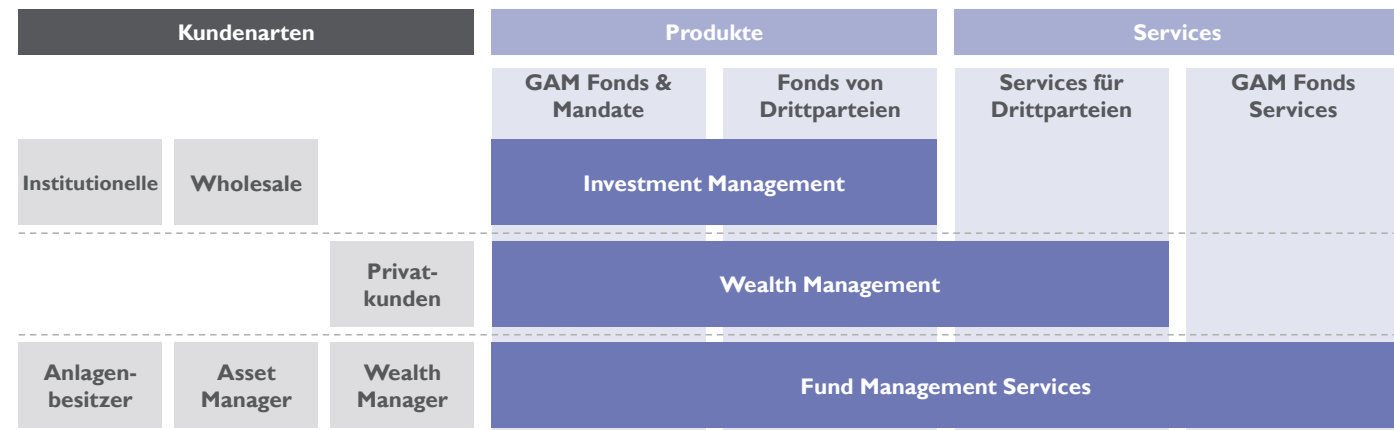 Kundenarten
Produkte
Services
GAM Fonds &
Mandate
Fonds von
Drittparteien
Services für
Drittparteien
GAM Fonds
Services
Institutionelle
Wholesale
Investment Management
Privat-
kunden
Wealth Management
Anlagen-
besitzer
Asset
Manager
Wealth
Manager
Fund Management Services